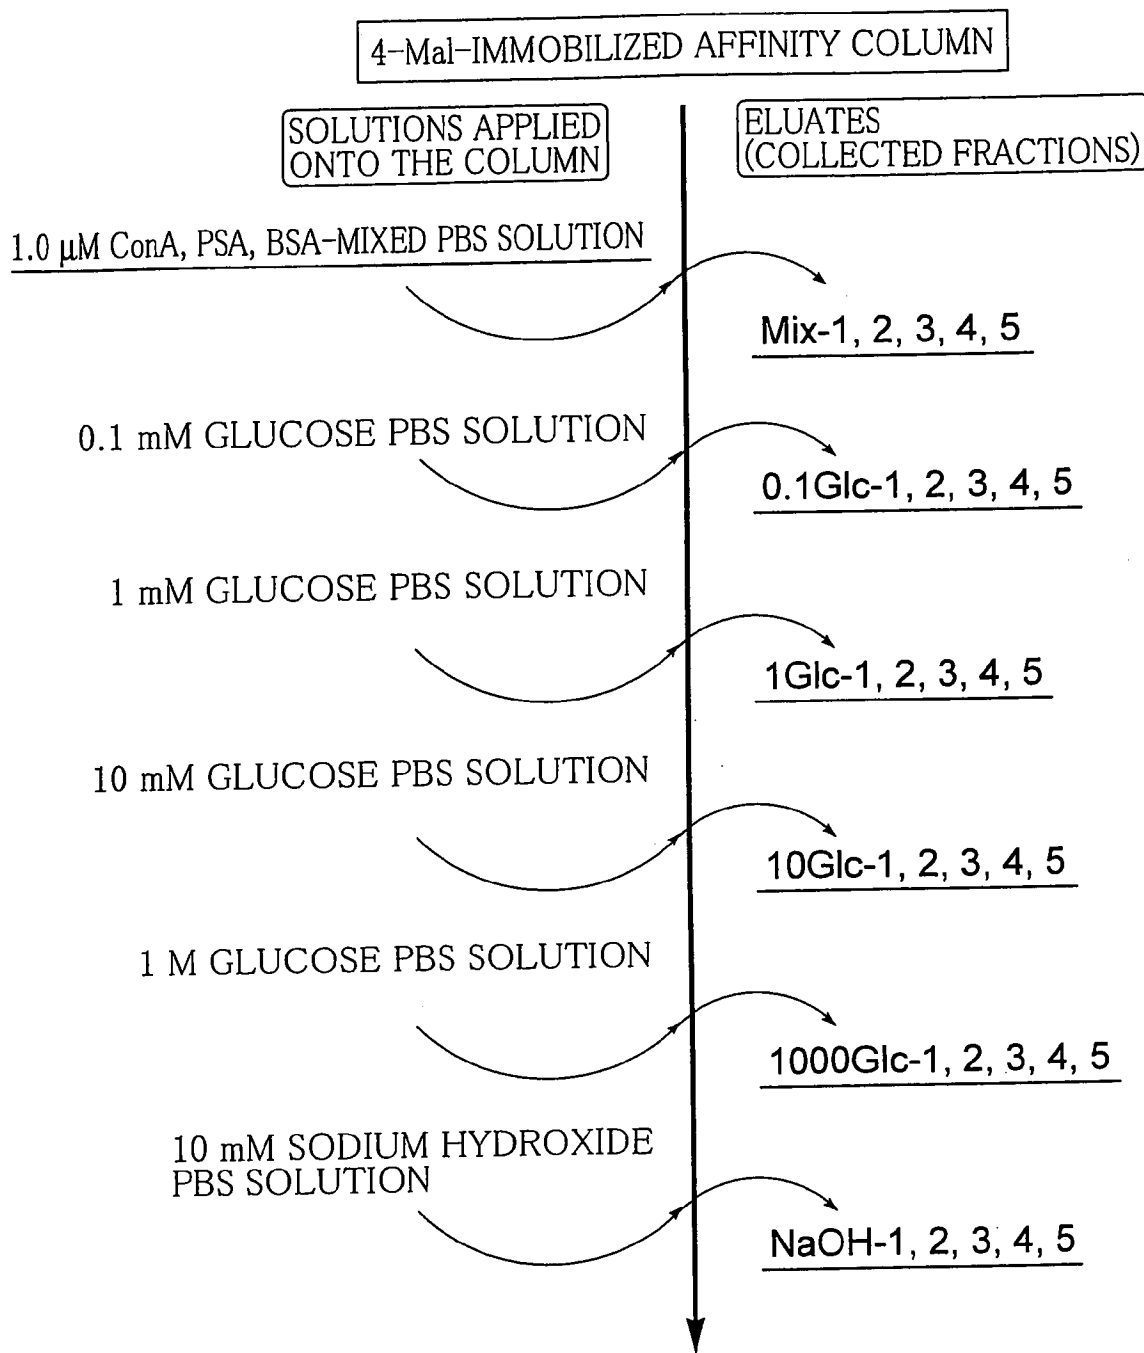 4-Mal-IMMOBILIZED AFFINITY COLUMN
SOLUTIONS APPLIED
ONTO THE COLUMN
ELUATES
(COLLECTED FRACTIONS)
1.0 μM ConA, PSA, BSA-MIXED PBS SOLUTION
Mix-1, 2, 3, 4, 5
0.1 mM GLUCOSE PBS SOLUTION
0.1Glc-1, 2, 3, 4, 5
1 mM GLUCOSE PBS SOLUTION
1Glc-1, 2, 3, 4, 5
10 mM GLUCOSE PBS SOLUTION
10Glc-1, 2, 3, 4, 5
1 M GLUCOSE PBS SOLUTION
1000Glc-1, 2, 3, 4, 5
10 mM SODIUM HYDROXIDE
PBS SOLUTION
NaOH-1, 2, 3, 4, 5